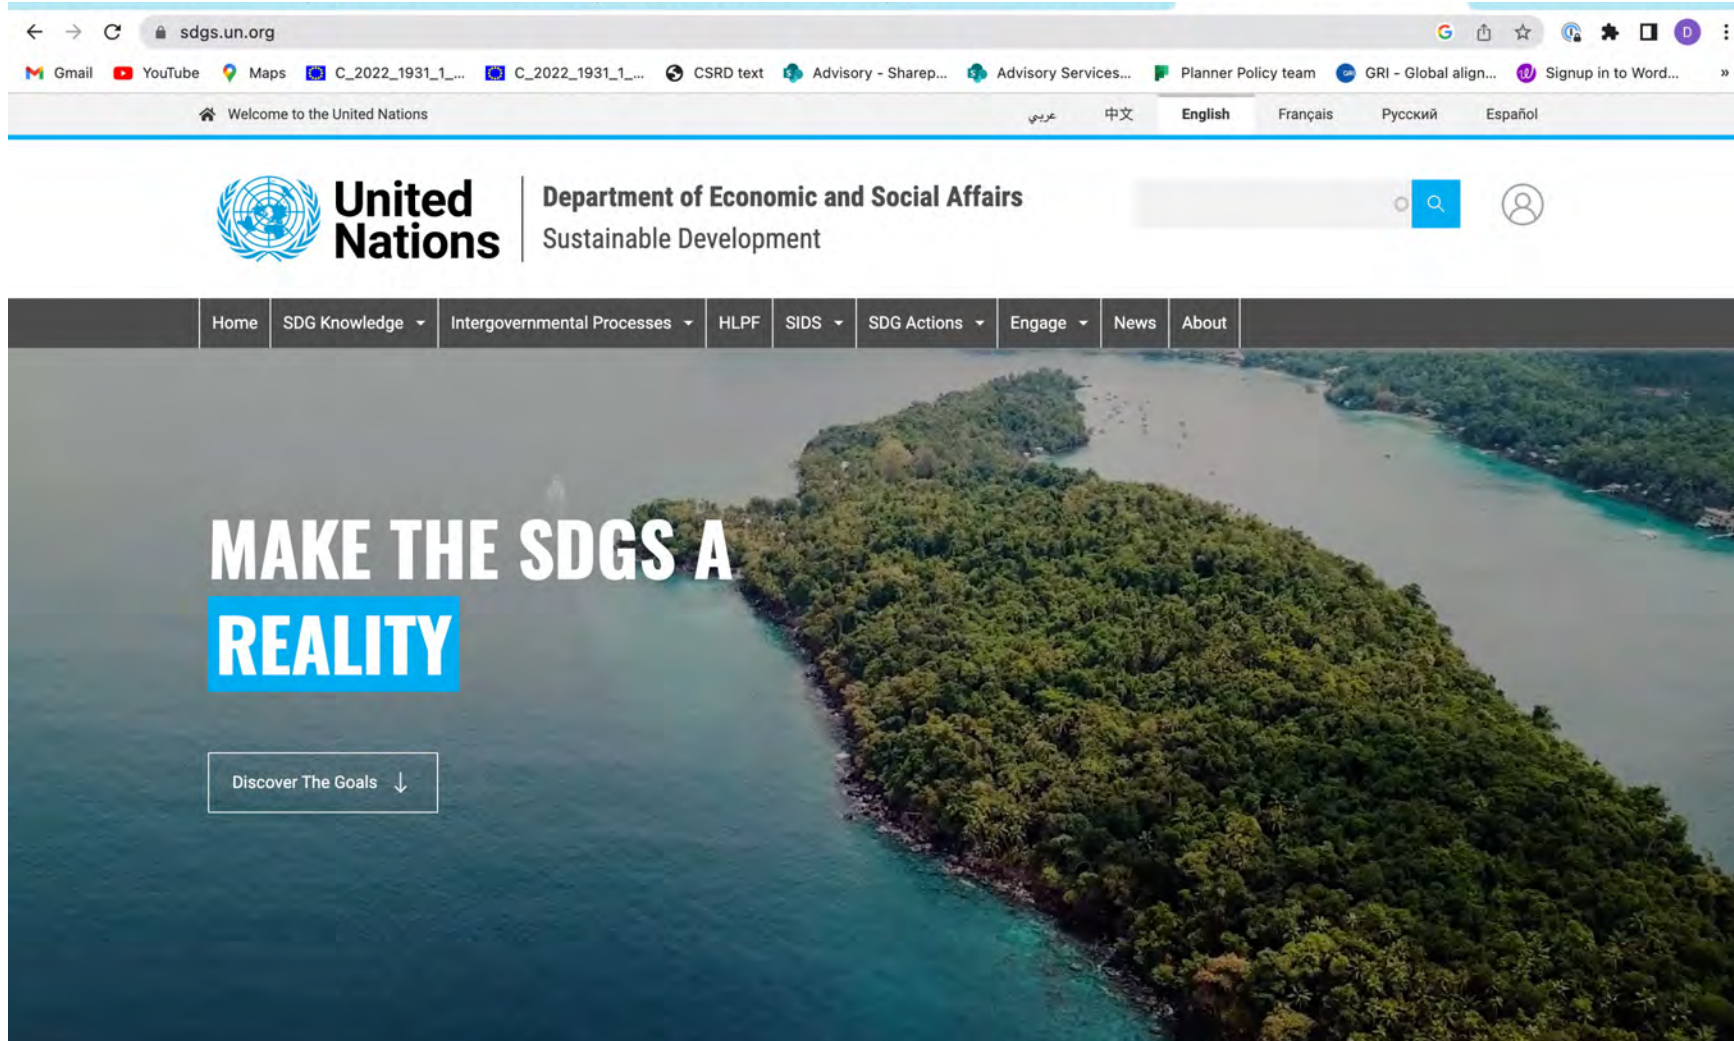 sdgs.un.org
D
Gmail YouTube Maps C_2022_1931_1_... C_2022_1931_1_... CSRD text Advisory - Sharep... Advisory Services... Planner Policy team GRI - Global align... Signup in to Word... »
Welcome to the United Nations عربي 中文 English Français Русский Español
United Nations
Department of Economic and Social Affairs
Sustainable Development
Home SDG Knowledge Intergovernmental Processes HLPF SIDS SDG Actions Engage News About
MAKE THE SDGS A
REALITY
Discover The Goals ↓